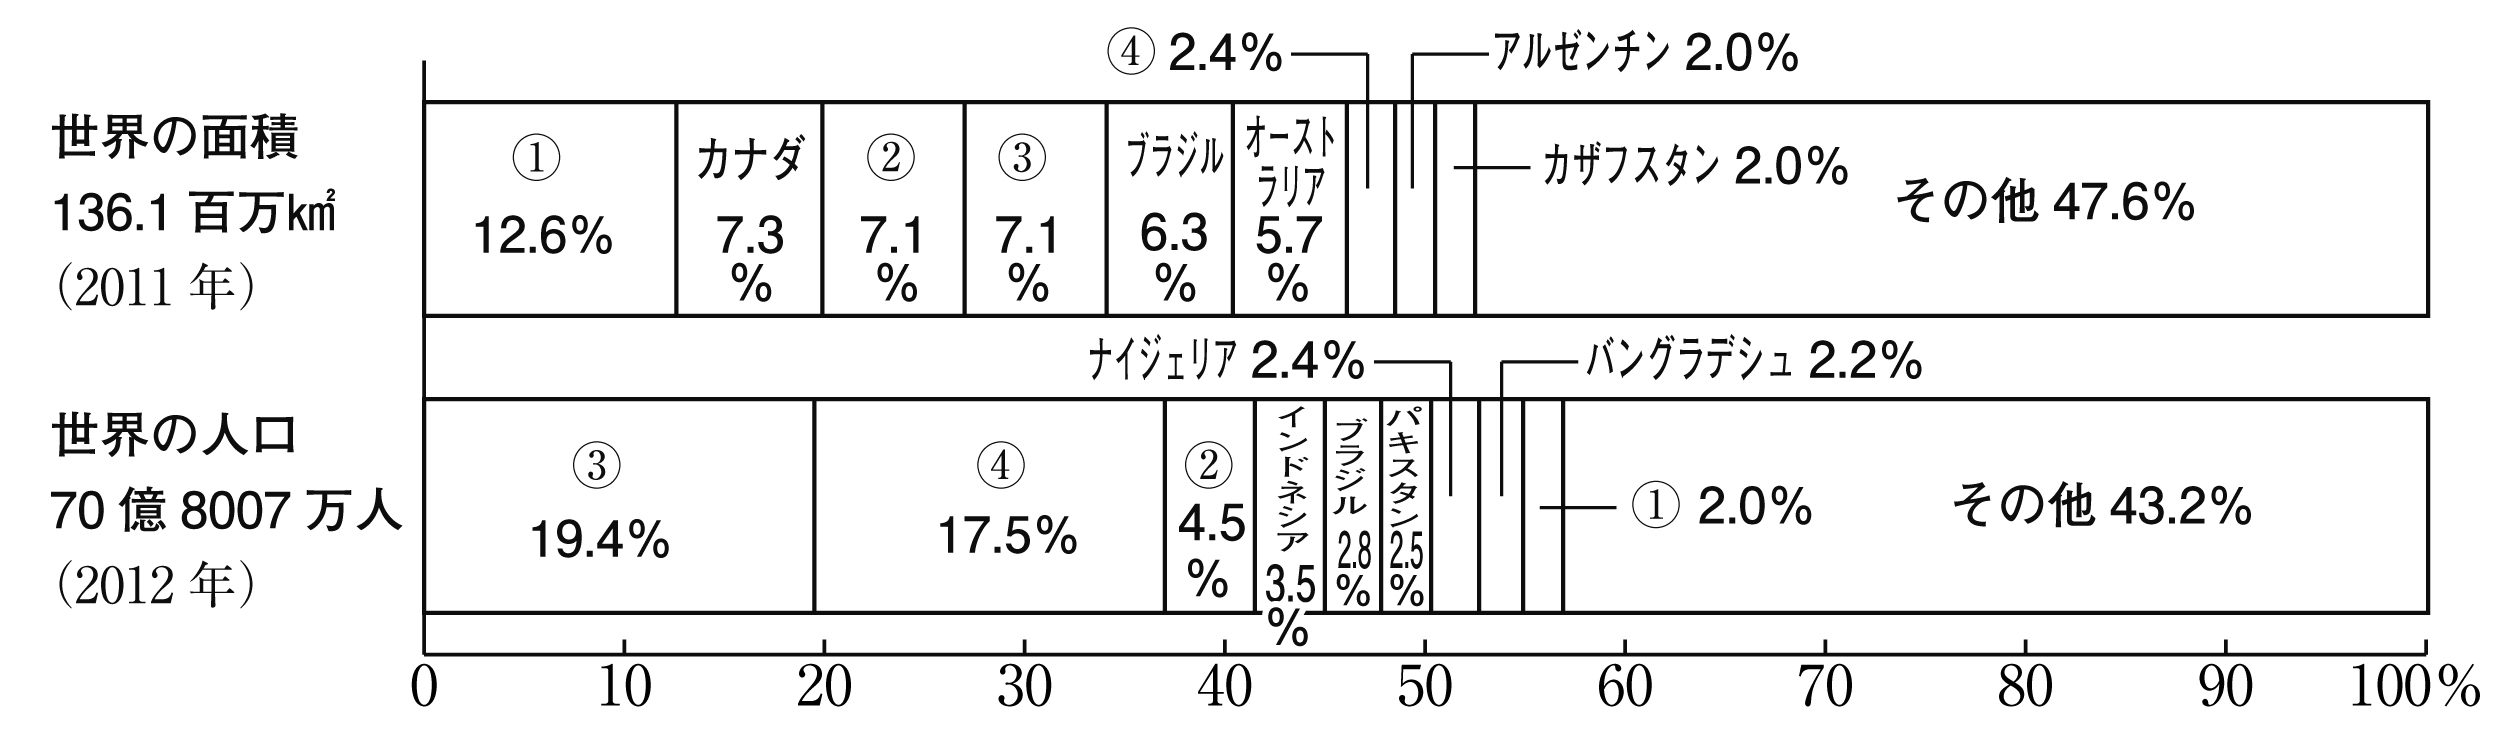 ④ 2.4%
アルゼンチン 2.0%
世界の面積
136.1 百万km²
(2011 年)
①
12.6%
カナダ
7.3
%
②
7.1
%
③
7.1
%
ブラジル
6.3
%
オースト
ラリア
5.7
%
カザフスタン 2.0%
その他 47.6%
ナイジェリア 2.4%
バングラデシュ 2.2%
世界の人口
70 億 8007 万人
(2012 年)
③
19.4%
④
17.5%
②
4.5
%
インドネシア
3.5
%
ブラジル
2.8
%
パキスタン
2.5
%
① 2.0%
その他 43.2%
0 10 20 30 40 50 60 70 80 90 100%